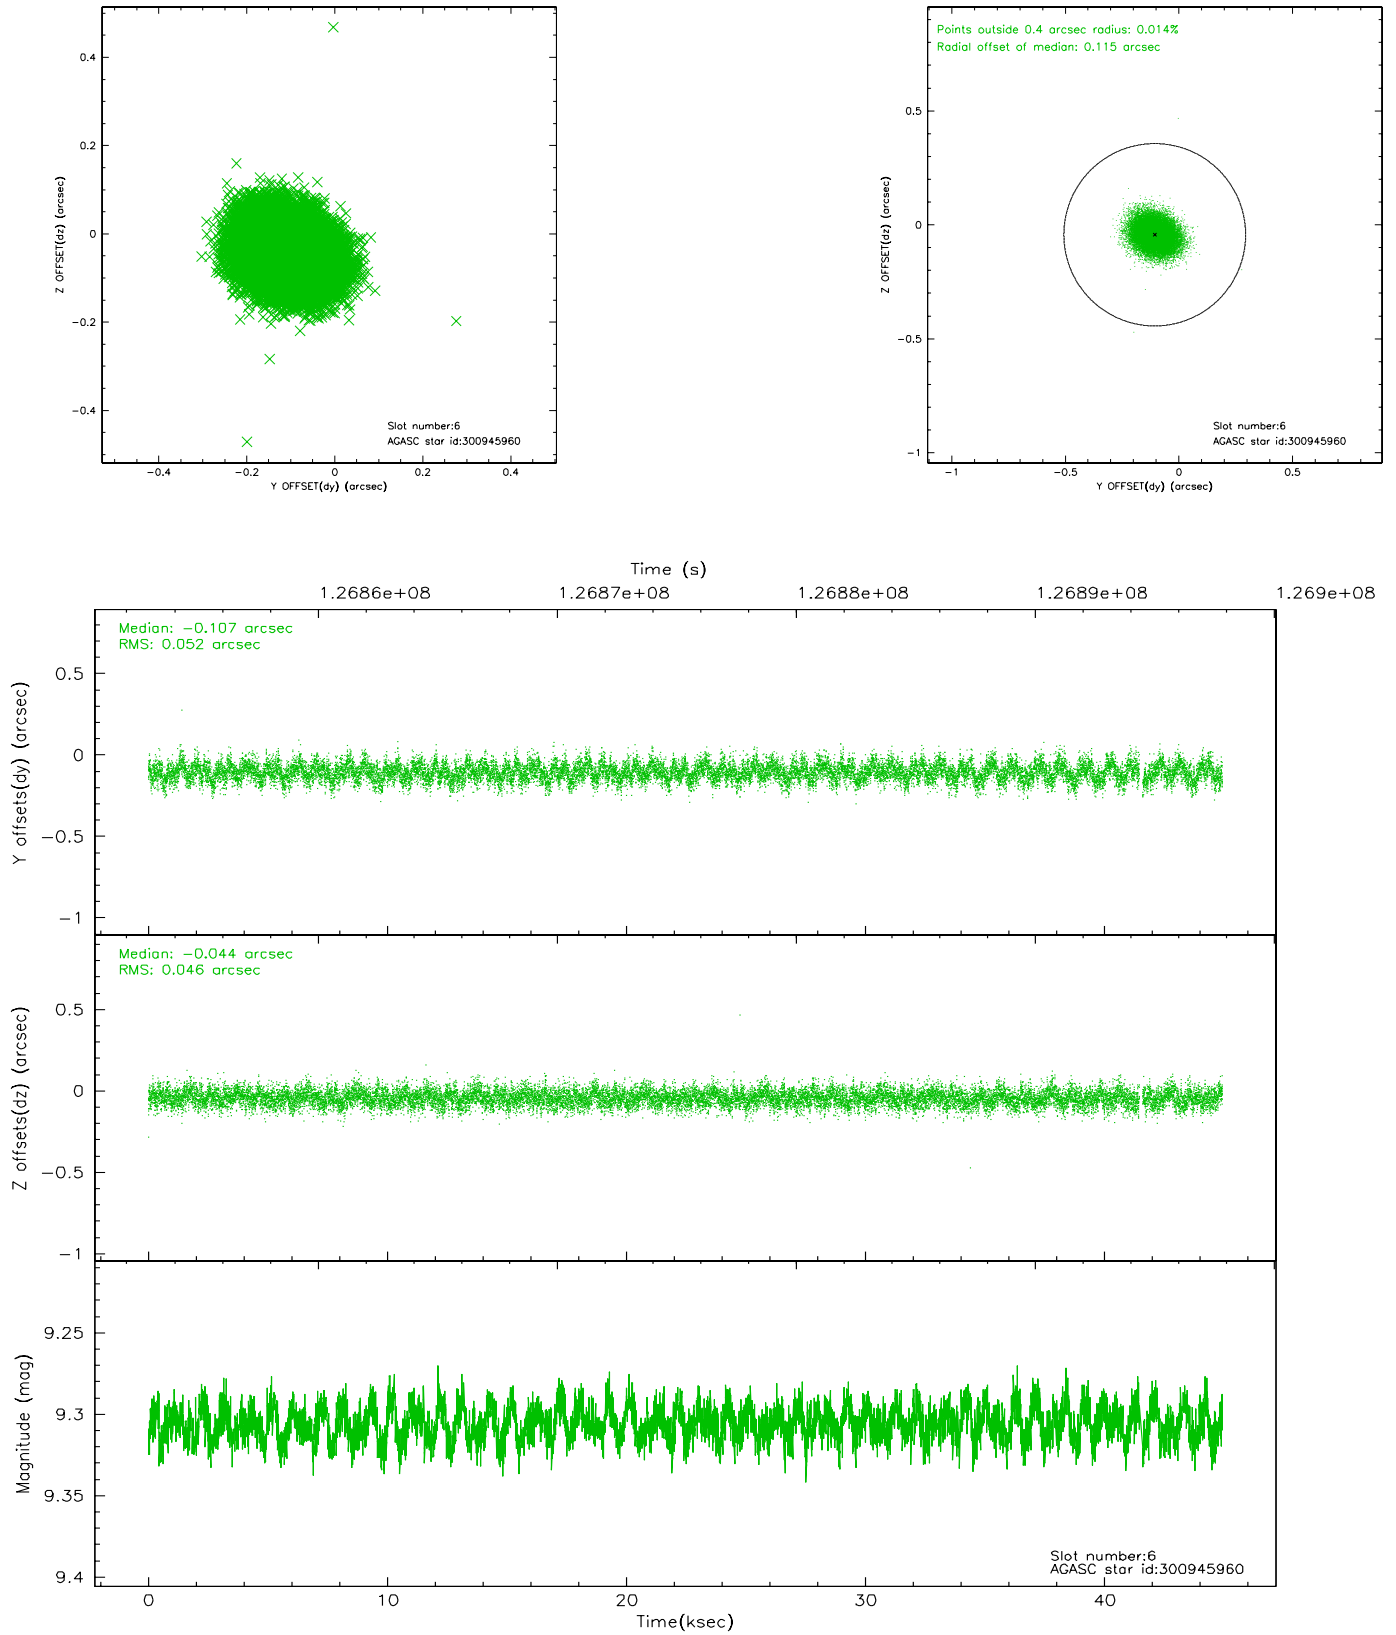 0.4
0.2
0
−0.2
−0.4
Z OFFSET(dz) (arcsec)
Slot number:6
AGASC star id:300945960
−0.4 −0.2 0 0.2 0.4
Y OFFSET(dy) (arcsec)
Points outside 0.4 arcsec radius: 0.014%
Radial offset of median: 0.115 arcsec
0.5
0
−0.5
−1
Z OFFSET(dz) (arcsec)
Slot number:6
AGASC star id:300945960
−1 −0.5 0 0.5
Y OFFSET(dy) (arcsec)
Time (s)
1.2686e+08 1.2687e+08 1.2688e+08 1.2689e+08 1.269e+08
Median: −0.107 arcsec
RMS: 0.052 arcsec
0.5
0
−0.5
−1
Y offsets(dy) (arcsec)
Median: −0.044 arcsec
RMS: 0.046 arcsec
0.5
0
−0.5
−1
Z offsets(dz) (arcsec)
9.25
9.3
9.35
9.4
Magnitude (mag)
Slot number:6
AGASC star id:300945960
0 10 20 30 40
Time(ksec)